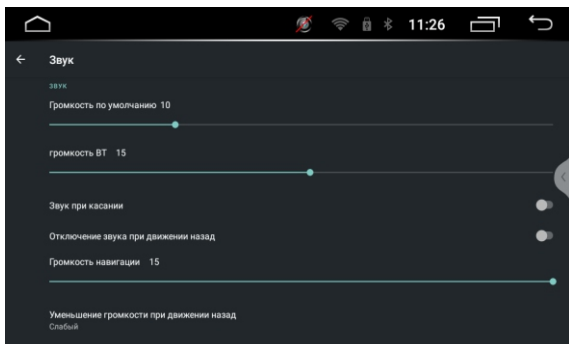 11:26
Звук
ЗВУК
Громкость по умолчанию 10
громкость ВТ 15
Звук при касании
Отключение звука при движении назад
Громкость навигации 15
Уменьшение громкости при движении назад
Слабый